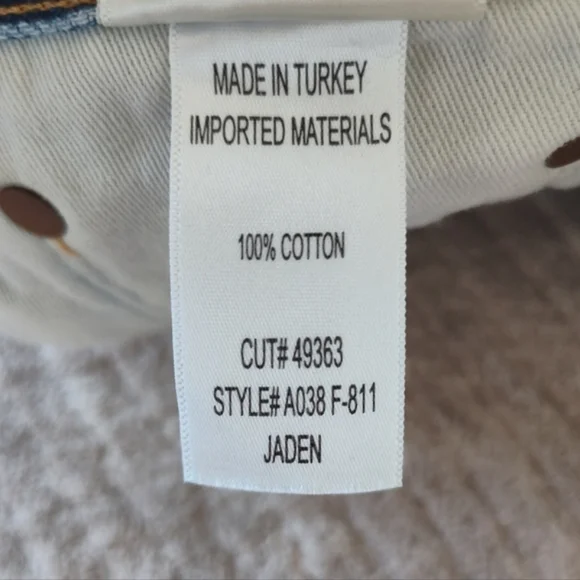 MADE IN TURKEY
IMPORTED MATERIALS
100% COTTON
CUT# 49363
STYLE# A038 F-811
JADEN